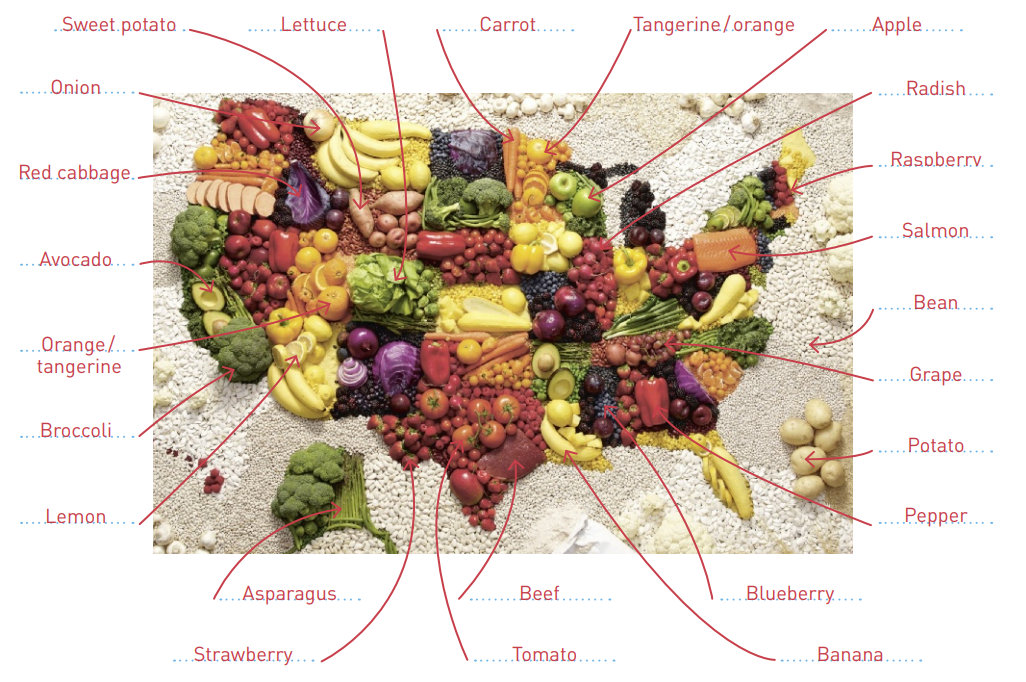 Sweet potato
Lettuce
Carrot
Tangerine/orange
Apple
Onion
Radish
Red cabbage
Raspberry
Salmon
Avocado
Bean
Orange/
tangerine
Grape
Broccoli
Potato
Lemon
Pepper
Asparagus
Beef
Blueberry
Strawberry
Tomato
Banana